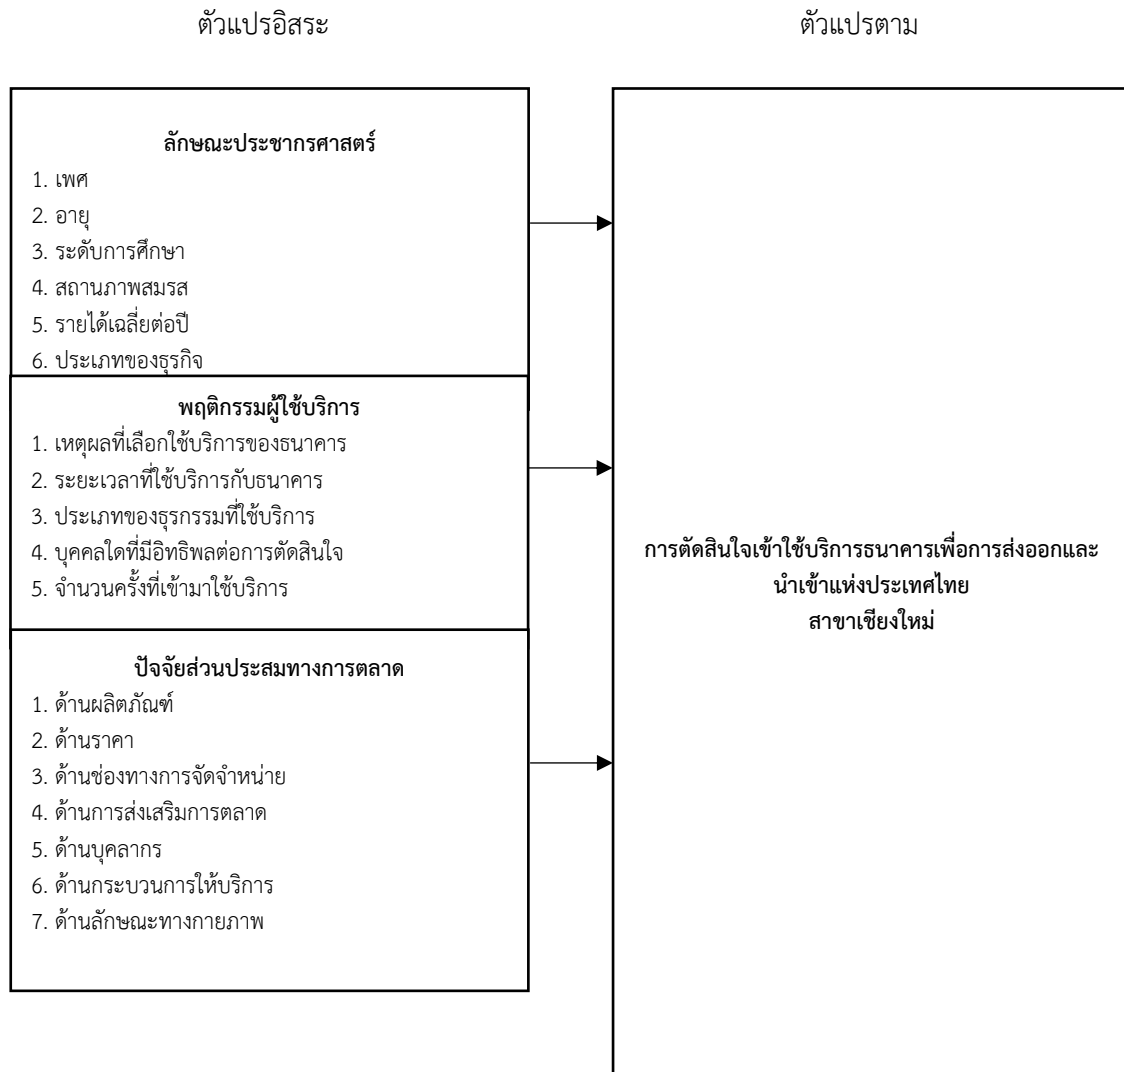 ตัวแปรอิสระ
ตัวแปรตาม
ลักษณะประชากรศาสตร์
1. เพศ
2. อายุ
3. ระดับการศึกษา
4. สถานภาพสมรส
5. รายได้เฉลี่ยต่อปี
6. ประเภทของธุรกิจ
พฤติกรรมผู้ใช้บริการ
1. เหตุผลที่เลือกใช้บริการของธนาคาร
2. ระยะเวลาที่ใช้บริการกับธนาคาร
3. ประเภทของธุรกรรมที่ใช้บริการ
4. บุคคลใดที่มีอิทธิพลต่อการตัดสินใจ
5. จำนวนครั้งที่เข้ามาใช้บริการ
ปัจจัยส่วนประสมทางการตลาด
1. ด้านผลิตภัณฑ์
2. ด้านราคา
3. ด้านช่องทางการจัดจำหน่าย
4. ด้านการส่งเสริมการตลาด
5. ด้านบุคลากร
6. ด้านกระบวนการให้บริการ
7. ด้านลักษณะทางกายภาพ
การตัดสินใจเข้าใช้บริการธนาคารเพื่อการส่งออกและ
นำเข้าแห่งประเทศไทย
สาขาเชียงใหม่